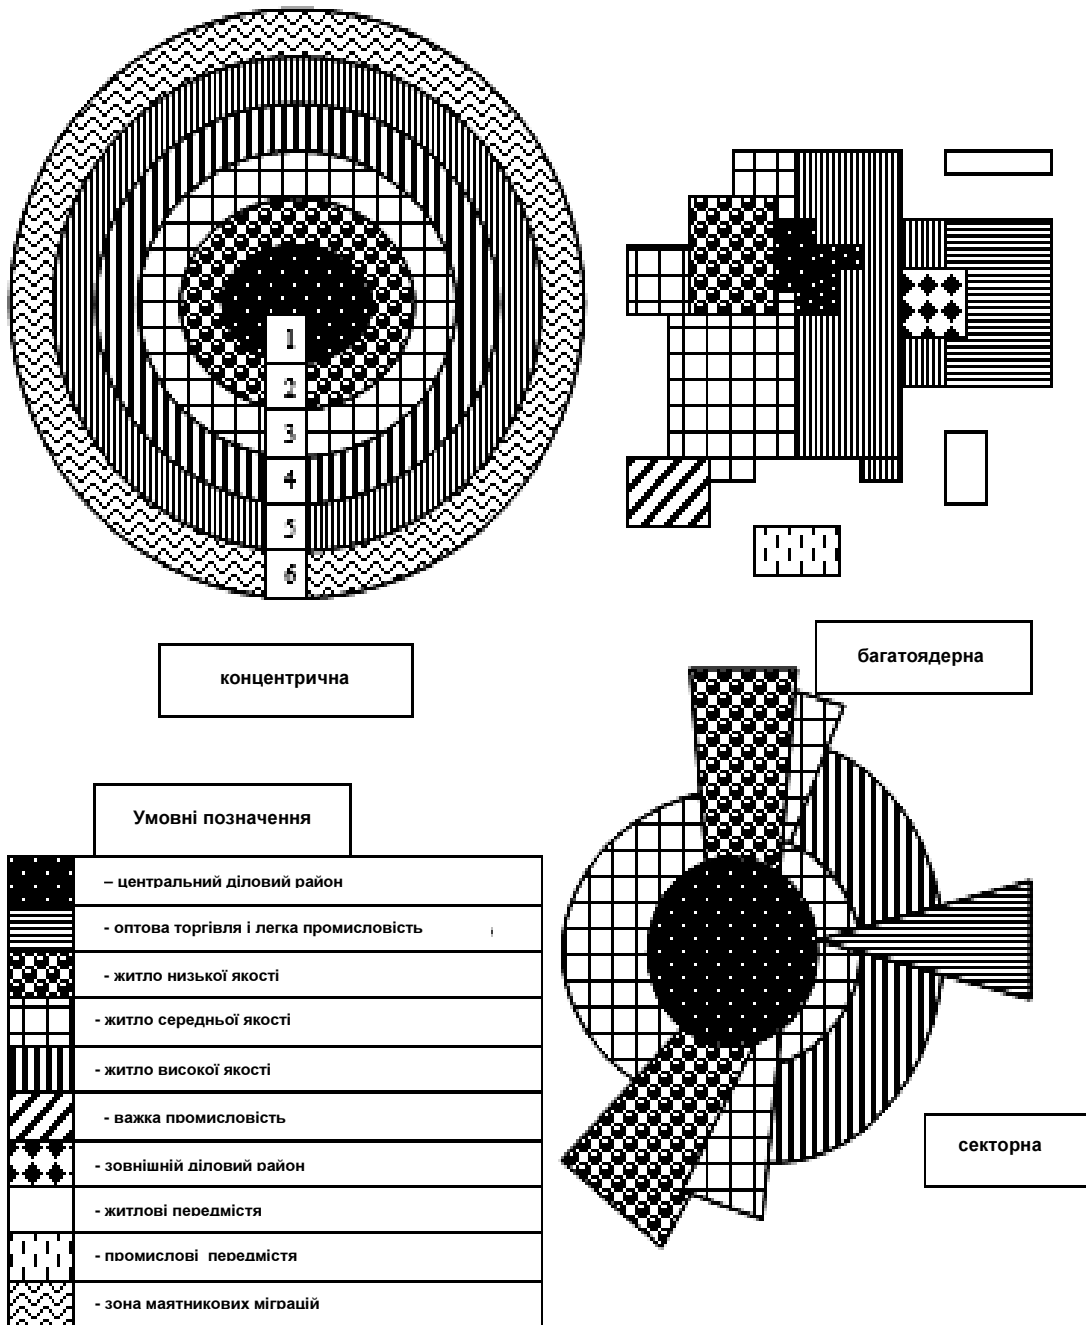 1
2
3
4
5
6
концентрична
багатоядерна
Умовні позначення
– центральний діловий район
- оптова торгівля і легка промисловість
- житло низької якості
- житло середньої якості
- житло високої якості
- важка промисловість
- зовнішній діловий район
- житлові передмістя
- промислові передмістя
- зона маятникових міграцій
секторна